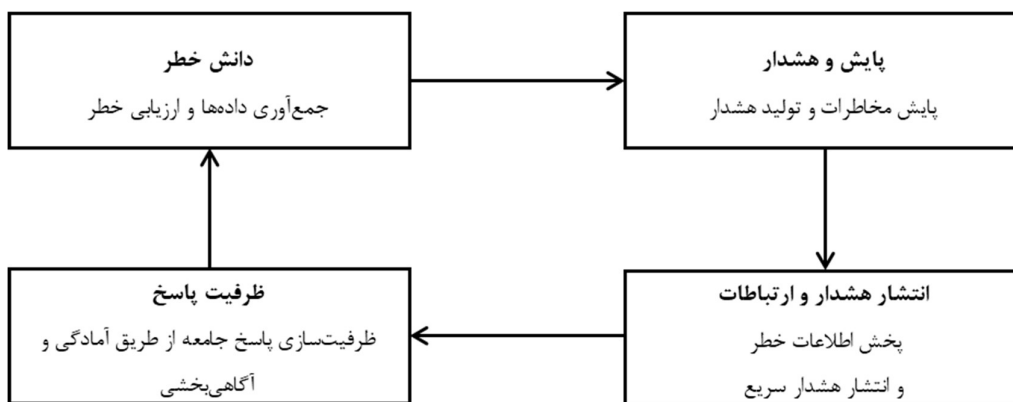 دانش خطر
جمع‌آوری داده‌ها و ارزیابی خطر
پایش و هشدار
پایش مخاطرات و تولید هشدار
انتشار هشدار و ارتباطات
پخش اطلاعات خطر
و انتشار هشدار سریع
ظرفیت پاسخ
ظرفیت‌سازی پاسخ جامعه از طریق آمادگی و
آگاهی‌بخشی